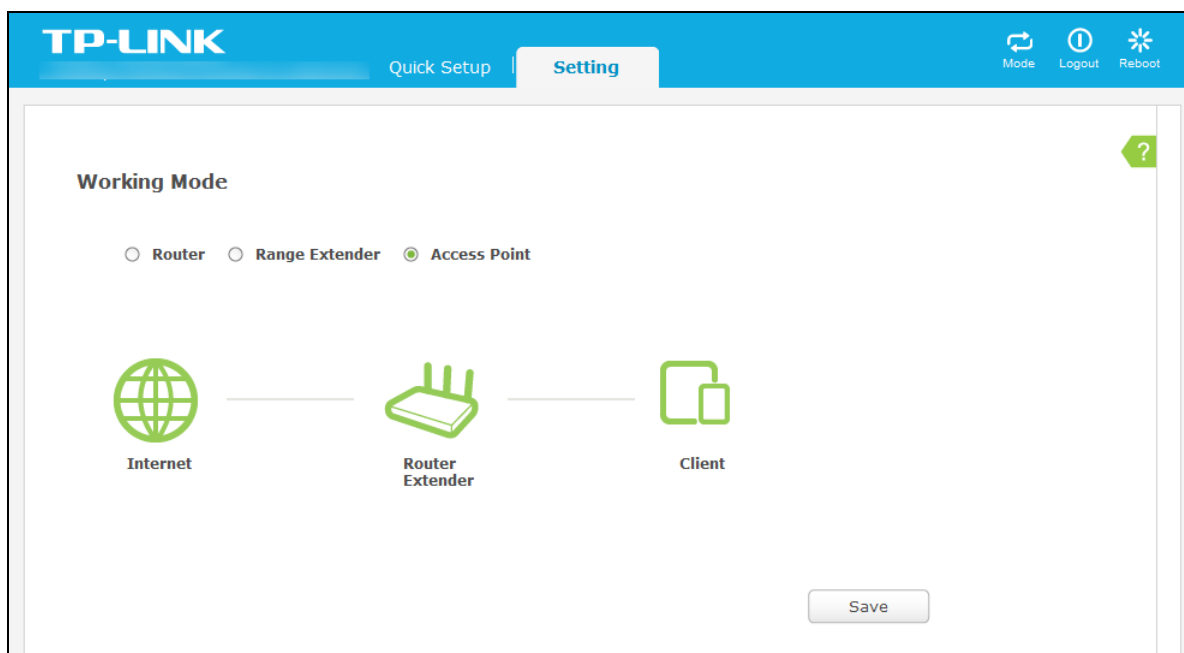 TP-LINK
Quick Setup | Setting
Mode Logout Reboot
?
Working Mode
Router Range Extender Access Point
Internet
Router
Extender
Client
Save